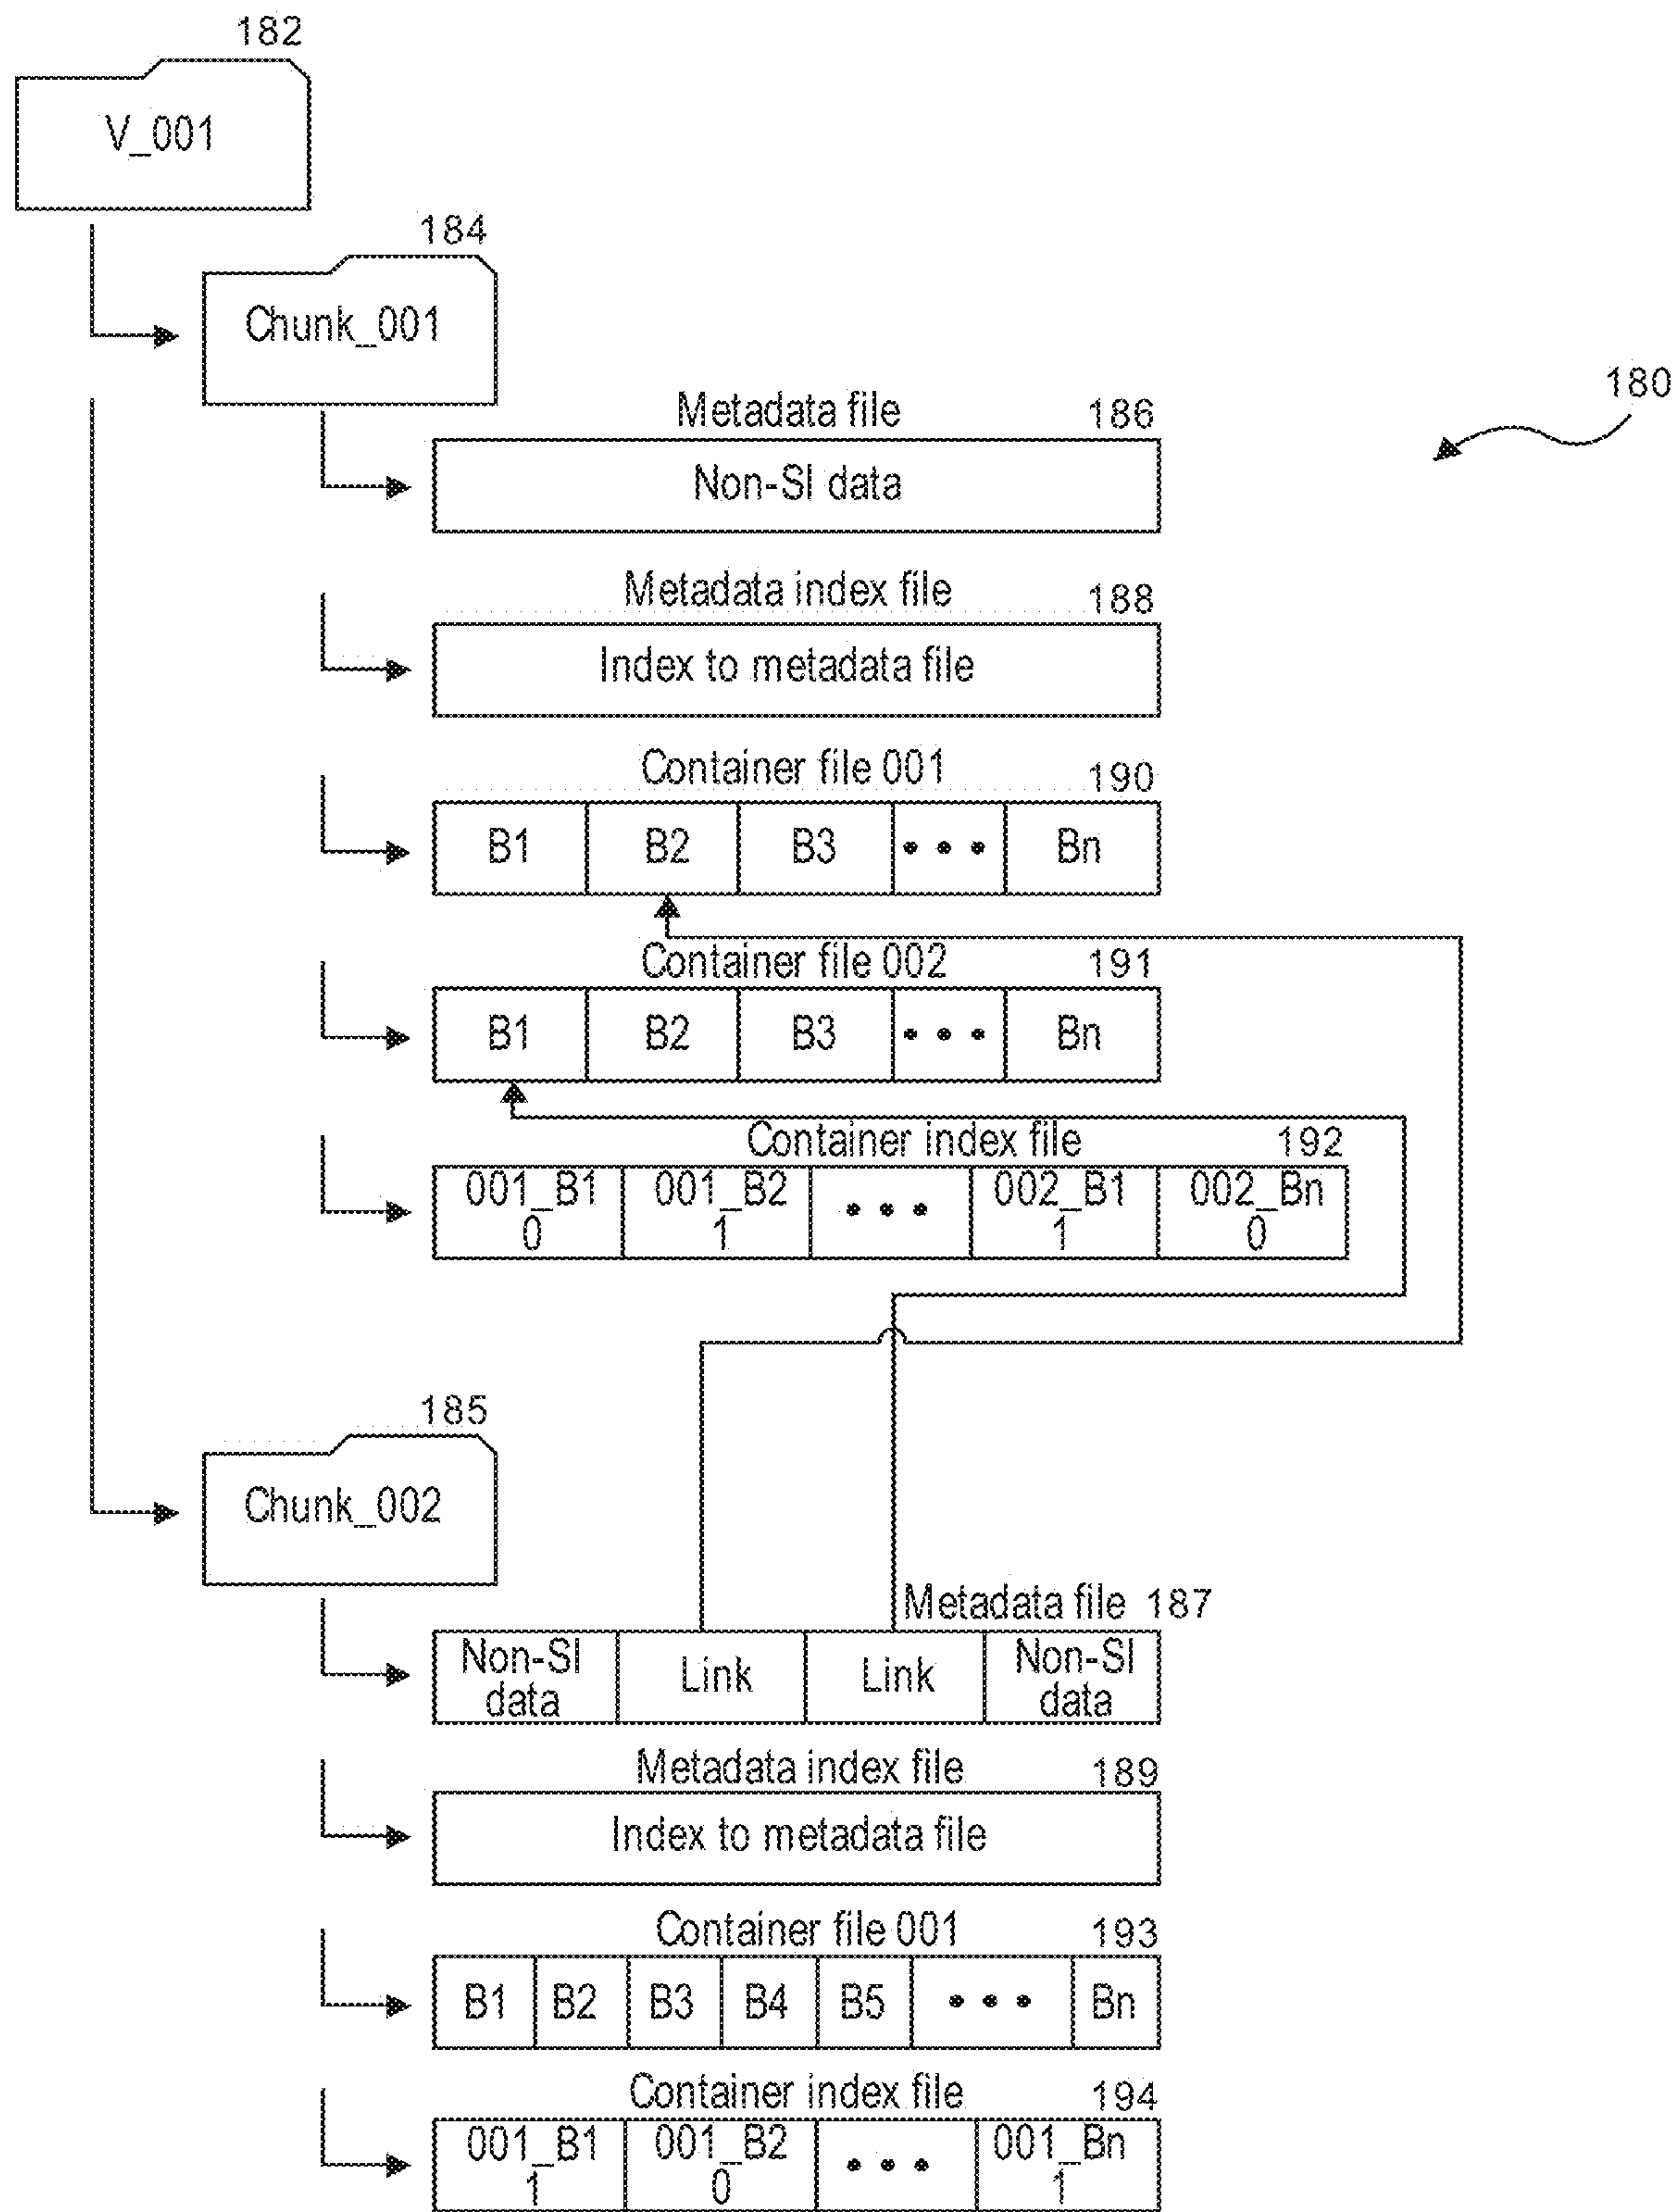 182
V_001
184
Chunk_001
180
Metadata file 186
Non-SI data
Metadata index file 188
Index to metadata file
Container file 001 190
B1 B2 B3 • • • Bn
Container file 002 191
B1 B2 B3 • • • Bn
Container index file 192
001_B1 001_B2 • • • 002_B1 002_Bn
0 1 1 0
185
Chunk_002
Metadata file 187
Non-SI Link Link Non-SI
data data
Metadata index file 189
Index to metadata file
Container file 001 193
B1 B2 B3 B4 B5 • • • Bn
Container index file 194
001_B1 001_B2 • • • 001_Bn
1 0 1